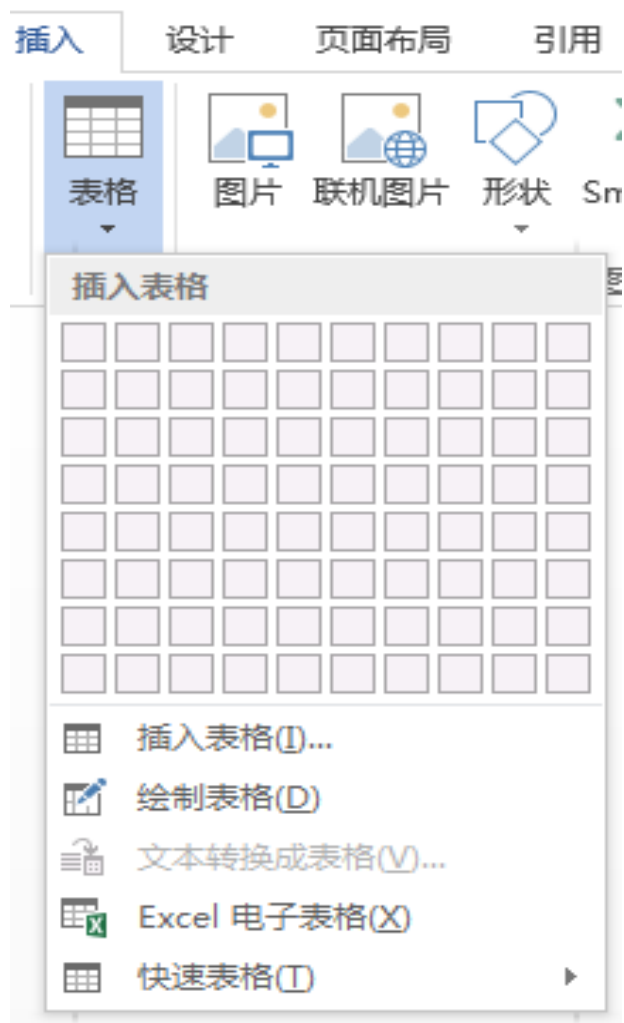 插入 设计 页面布局 引用
表格 图片 联机图片 形状 Sm
插入表格
插入表格(I)...
绘制表格(D)
文本转换成表格(V)...
Excel 电子表格(X)
快速表格(T)